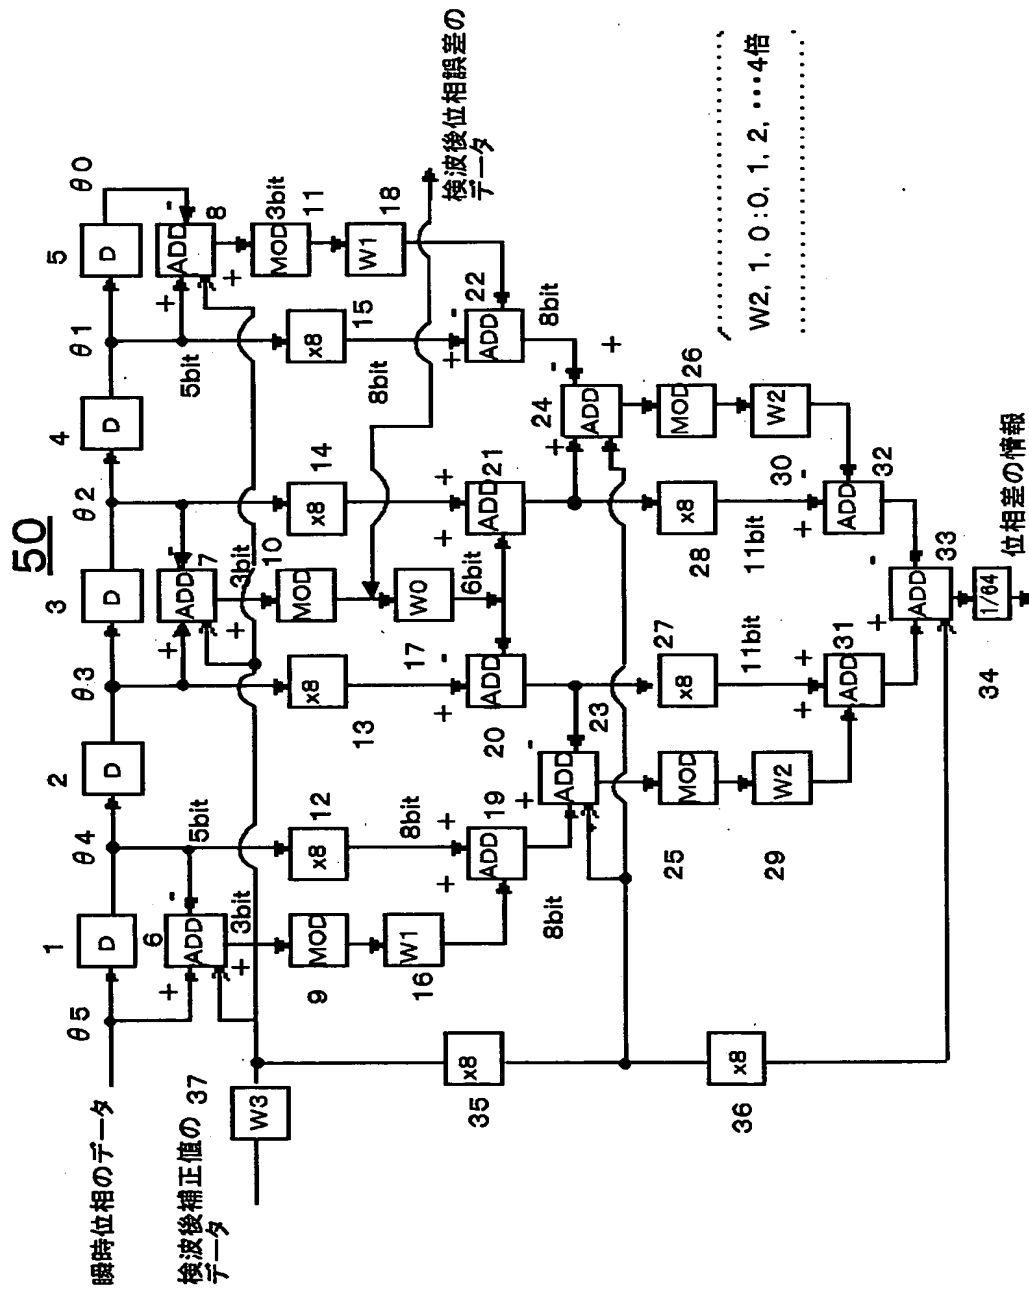 50
θ5
1
θ4
2
θ3
3
θ2
4
θ1
5
θ0
瞬時位相のデータ
D
D
D
D
D
検波後補正値の
データ
37
W3
+
6
ADD
-
+
3bit
5bit
+
ADD
-
7
+
3bit
5bit
+
ADD
-
8
+
3bit
9
MOD
x8
12
x8
13
MOD
10
x8
14
x8
15
MOD
11
W1
16
W1
18
8bit
W0
17
6bit
8bit
検波後位相誤差の
データ
x8
35
+
+
ADD
19
+
-
ADD
20
+
+
ADD
21
+
-
ADD
22
8bit
8bit
+
-
ADD
23
+
-
+
ADD
24
MOD
25
x8
27
x8
28
MOD
26
x8
36
W2
29
11bit
11bit
W2
30
W2, 1, 0 : 0, 1, 2, ･･･4倍
+
+
ADD
31
+
-
ADD
32
+
-
ADD
33
1/64
34
位相差の情報